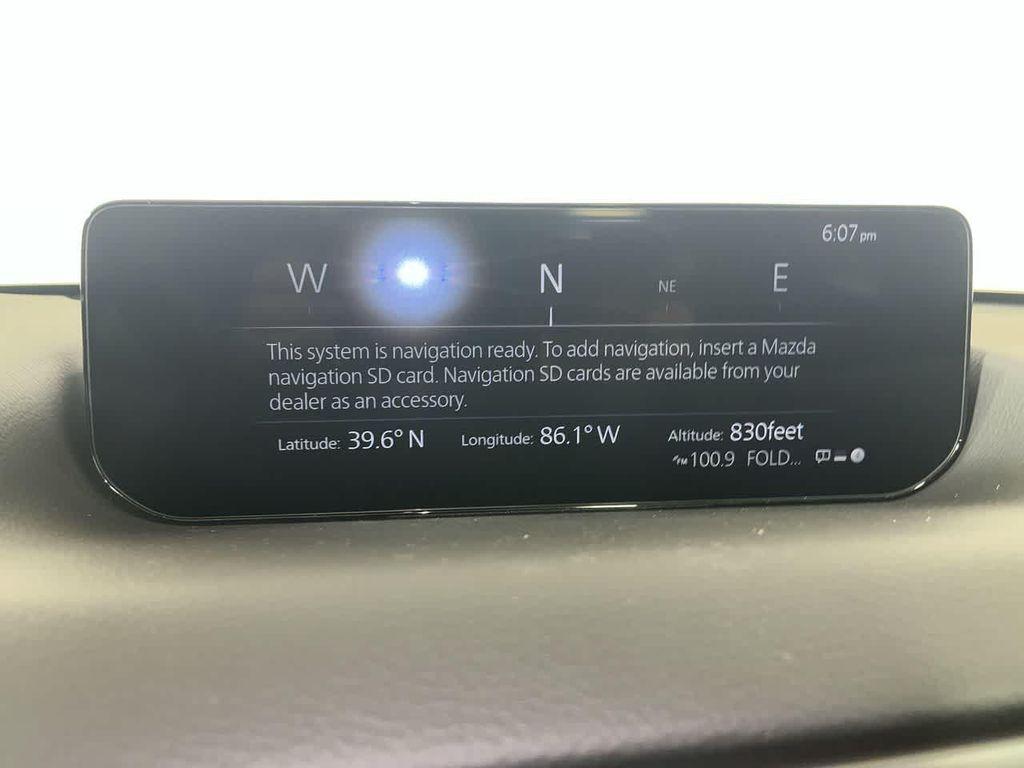 6:07 pm
W N NE E
This system is navigation ready. To add navigation, insert a Mazda
navigation SD card. Navigation SD cards are available from your
dealer as an accessory.
Latitude: 39.6° N Longitude: 86.1° W Altitude: 830feet
FM 100.9 FOLD...